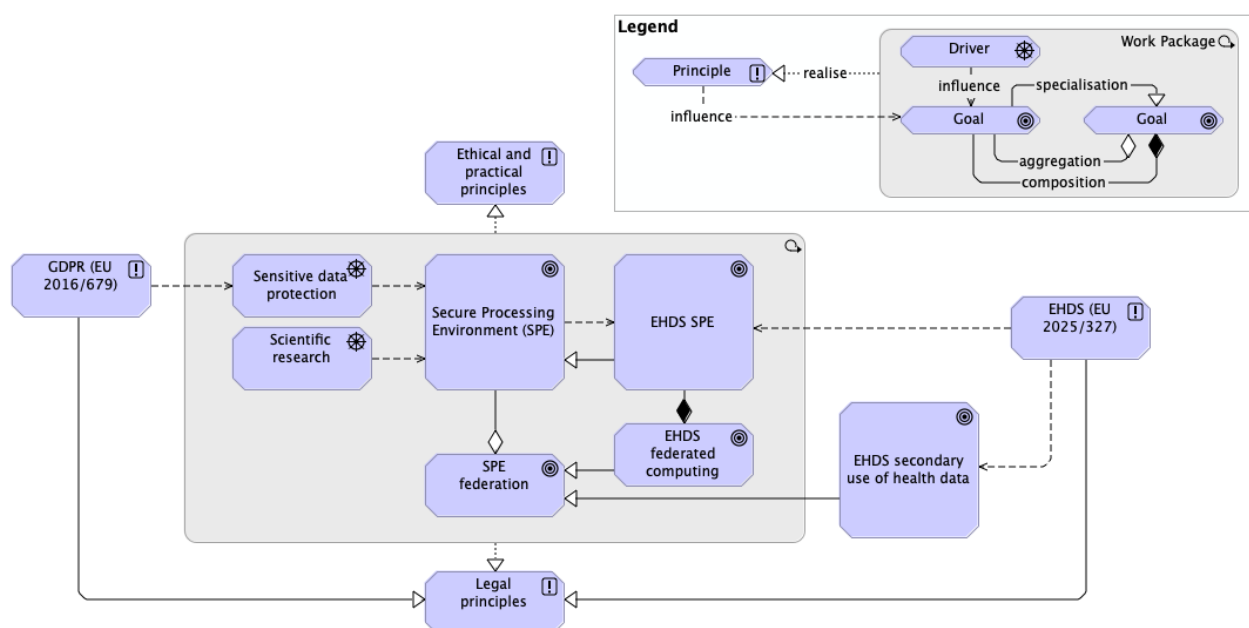 Legend
Driver
Work Package
Principle
realise
influence
specialisation
influence
Goal
Goal
aggregation
composition
Ethical and
practical
principles
GDPR (EU
2016/679)
Sensitive data
protection
Scientific
research
Secure Processing
Environment (SPE)
EHDS SPE
EHDS (EU
2025/327)
EHDS
federated
computing
SPE
federation
EHDS secondary
use of health data
Legal
principles